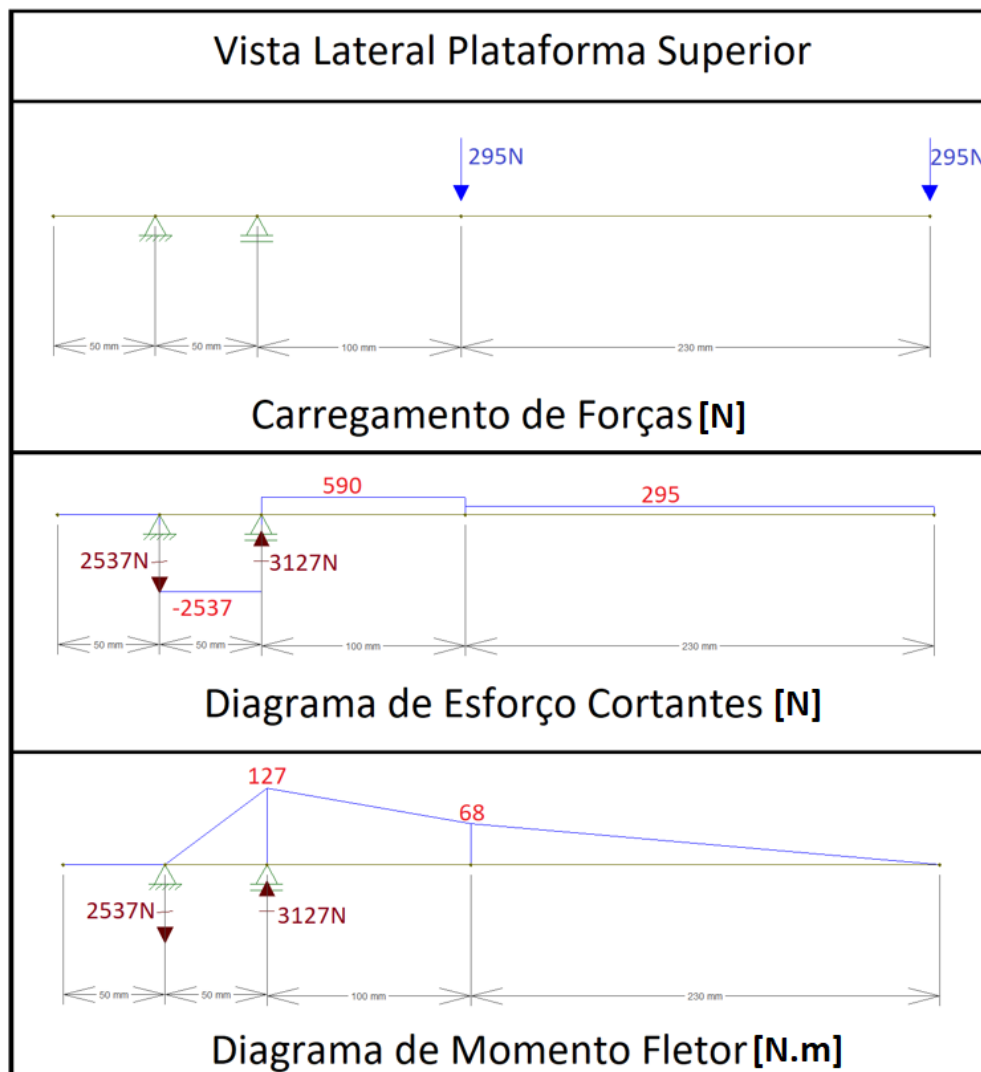 Vista Lateral Plataforma Superior
295N
295N
50 mm
50 mm
100 mm
230 mm
Carregamento de Forças [N]
590
295
2537N
3127N
-2537
50 mm
50 mm
100 mm
230 mm
Diagrama de Esforço Cortantes [N]
127
68
2537N
3127N
50 mm
50 mm
100 mm
230 mm
Diagrama de Momento Fletor [N.m]